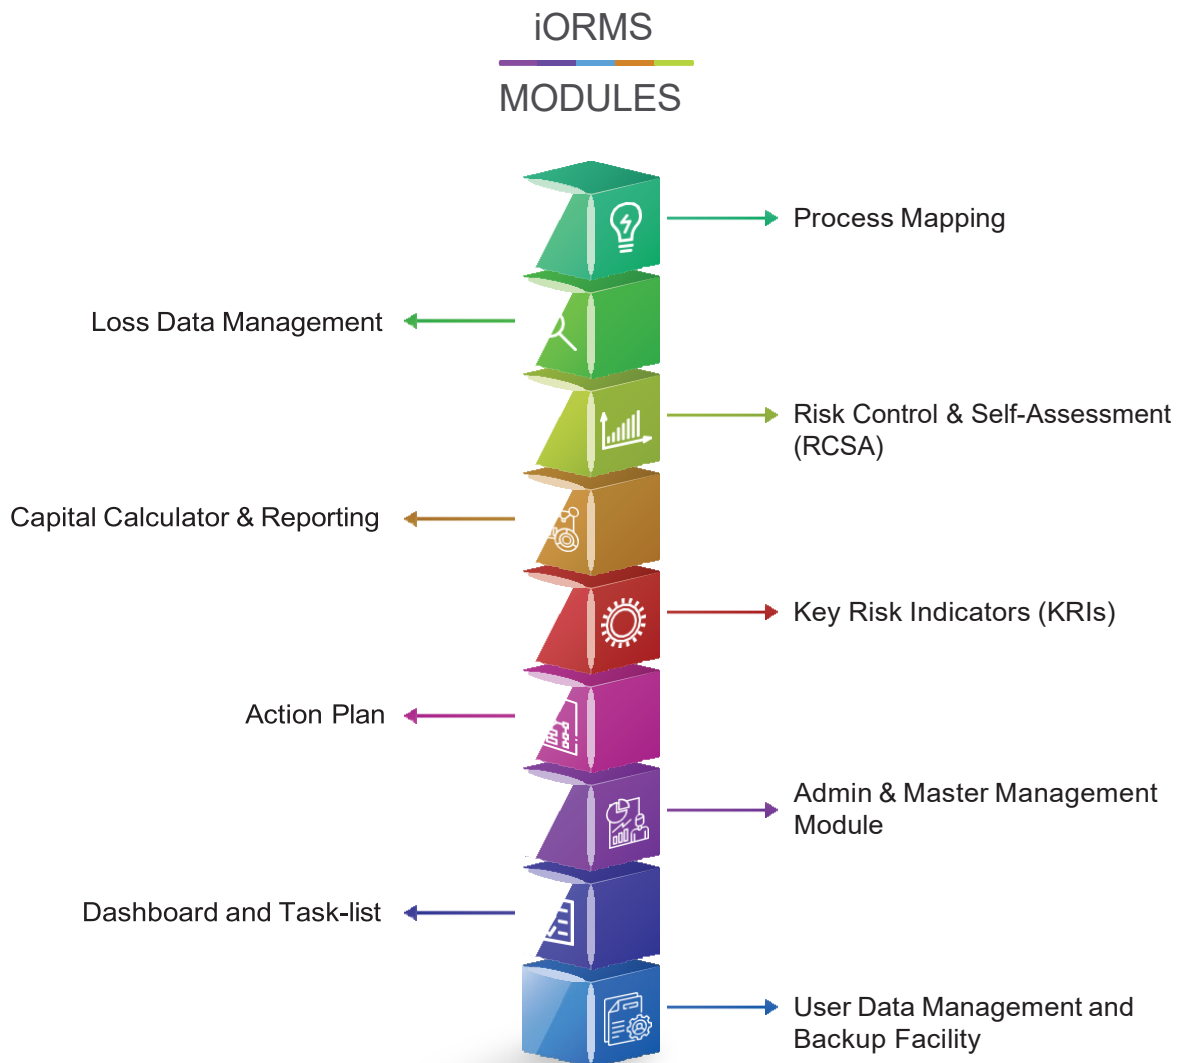 iORMS
MODULES
Process Mapping
Loss Data Management
Risk Control & Self-Assessment
(RCSA)
Capital Calculator & Reporting
Key Risk Indicators (KRIs)
Action Plan
Admin & Master Management
Module
Dashboard and Task-list
User Data Management and
Backup Facility